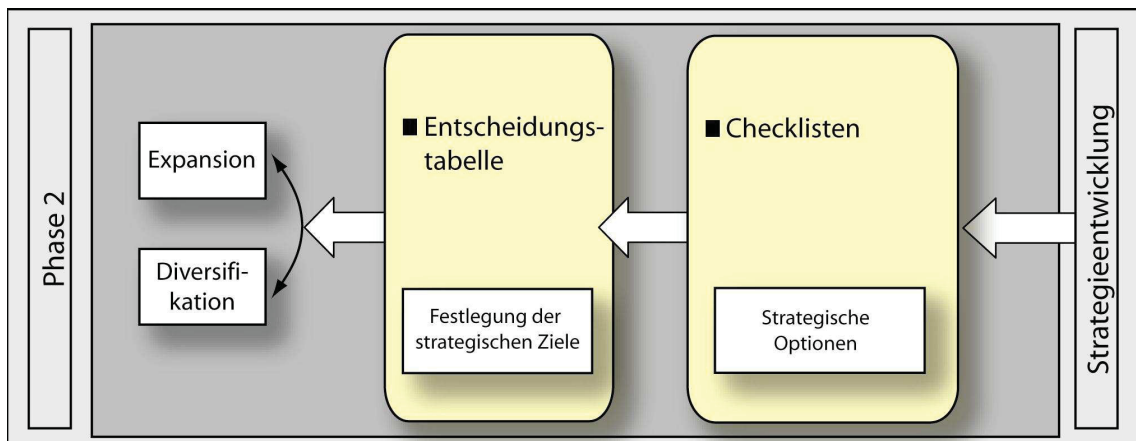 Phase 2
Expansion
Diversifi-
kation
■ Entscheidungs-
tabelle
Festlegung der
strategischen Ziele
■ Checklisten
Strategische
Optionen
Strategieentwicklung